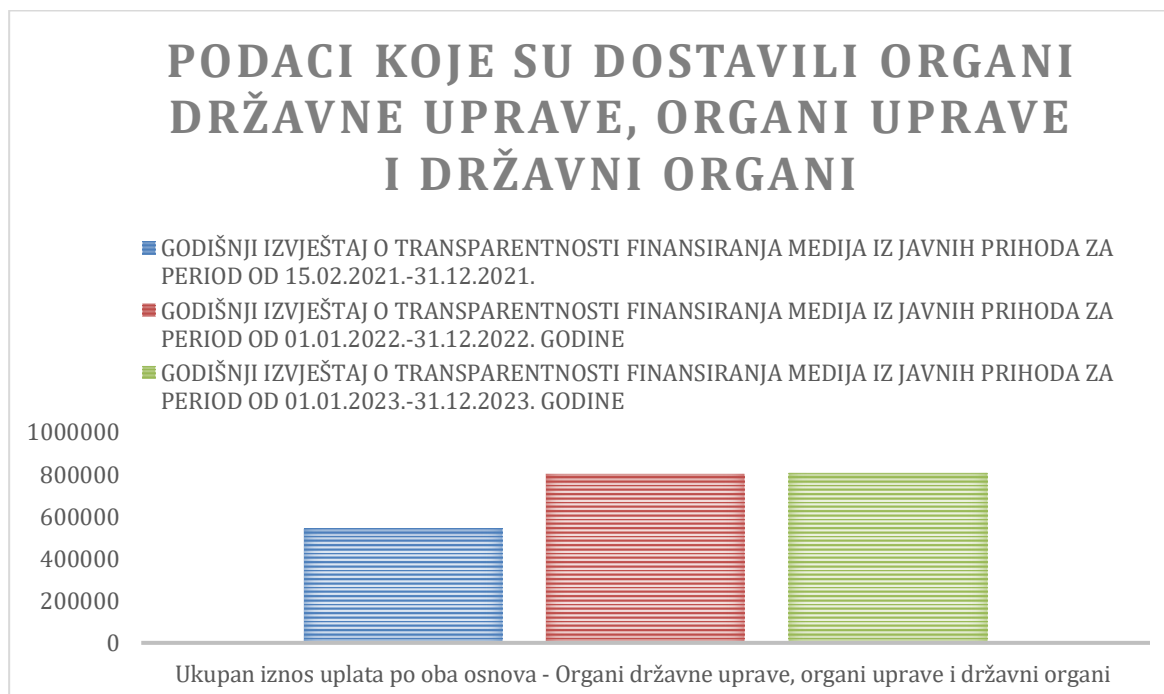 PODACI KOJE SU DOSTAVILI ORGANI
DRŽAVNE UPRAVE, ORGANI UPRAVE
I DRŽAVNI ORGANI
GODIŠNJI IZVJEŠTAJ O TRANSPARENTNOSTI FINANSIRANJA MEDIJA IZ JAVNIH PRIHODA ZA
PERIOD OD 15.02.2021.-31.12.2021.
GODIŠNJI IZVJEŠTAJ O TRANSPARENTNOSTI FINANSIRANJA MEDIJA IZ JAVNIH PRIHODA ZA
PERIOD OD 01.01.2022.-31.12.2022. GODINE
GODIŠNJI IZVJEŠTAJ O TRANSPARENTNOSTI FINANSIRANJA MEDIJA IZ JAVNIH PRIHODA ZA
PERIOD OD 01.01.2023.-31.12.2023. GODINE
1000000
800000
600000
400000
200000
0
Ukupan iznos uplata po oba osnova - Organi državne uprave, organi uprave i državni organi